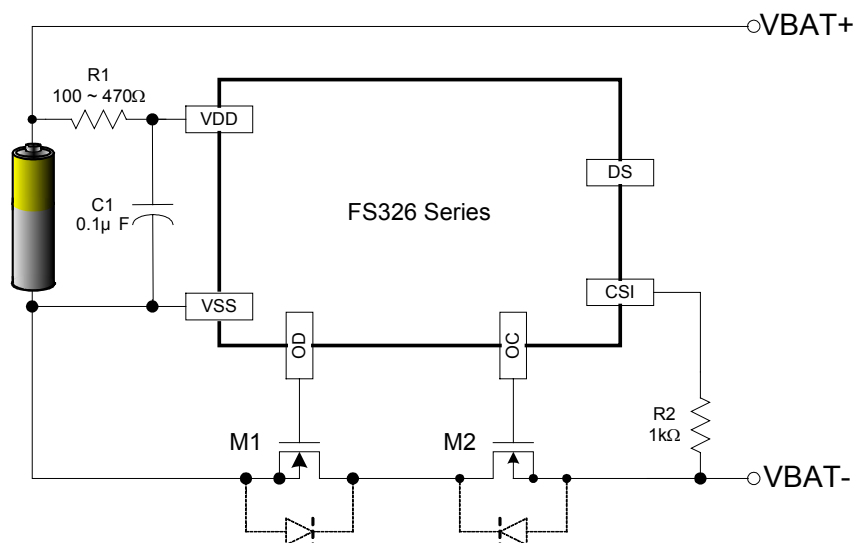 VBAT+
R1
100 ~ 470Ω
VDD
DS
C1
0.1µ F
FS326 Series
CSI
VSS
OD
OC
R2
1kΩ
M1
M2
VBAT-